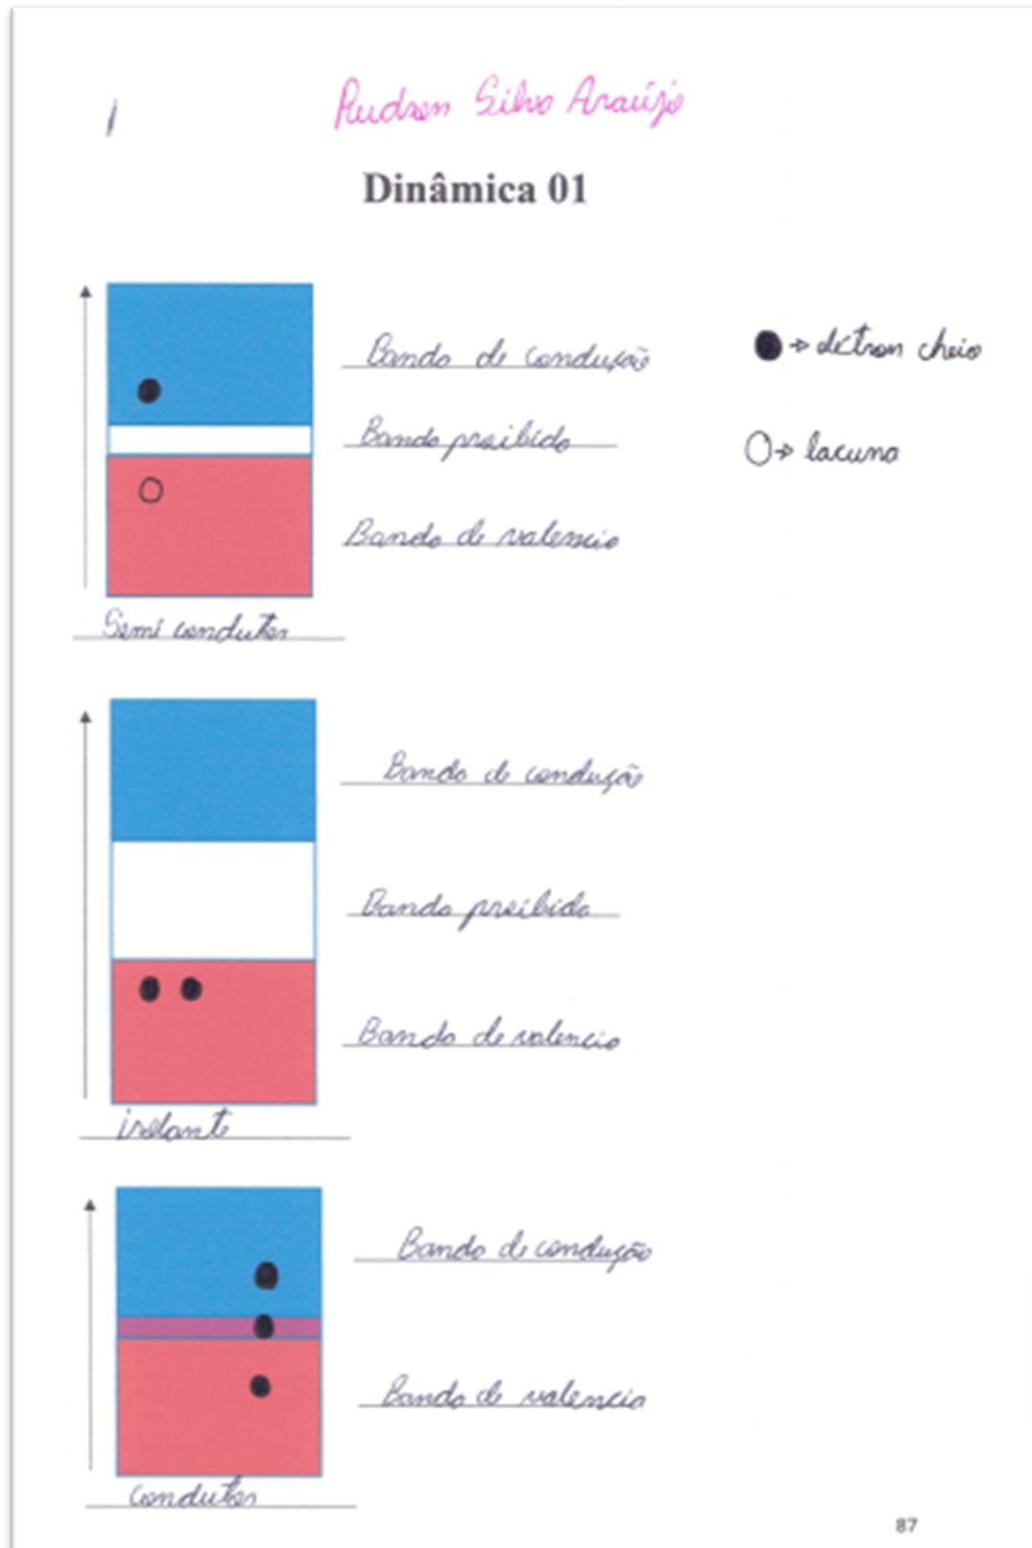 1
Rudson Silva Araújo
Dinâmica 01
Banda de condução
Banda proibida
Banda de valencia
Semi condutor
● → elétron cheio
○ → lacuna
Banda de condução
Banda proibida
Banda de valencia
isolante
Banda de condução
Banda de valencia
Condutor
87